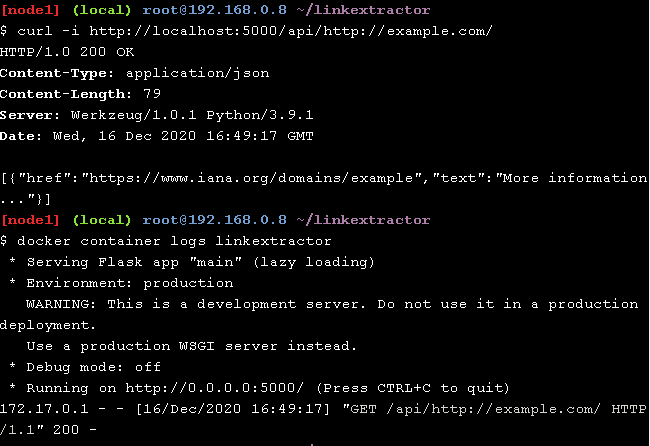 [node1] (local) root@192.168.0.8 ~/linkextractor
$ curl -i http://localhost:5000/api/http://example.com/
HTTP/1.0 200 OK
Content-Type: application/json
Content-Length: 79
Server: Werkzeug/1.0.1 Python/3.9.1
Date: Wed, 16 Dec 2020 16:49:17 GMT

[{"href":"https://www.iana.org/domains/example","text":"More information
..."}]
[node1] (local) root@192.168.0.8 ~/linkextractor
$ docker container logs linkextractor
 * Serving Flask app "main" (lazy loading)
 * Environment: production
   WARNING: This is a development server. Do not use it in a production
deployment.
   Use a production WSGI server instead.
 * Debug mode: off
 * Running on http://0.0.0.0:5000/ (Press CTRL+C to quit)
172.17.0.1 - - [16/Dec/2020 16:49:17] "GET /api/http://example.com/ HTTP
/1.1" 200 -